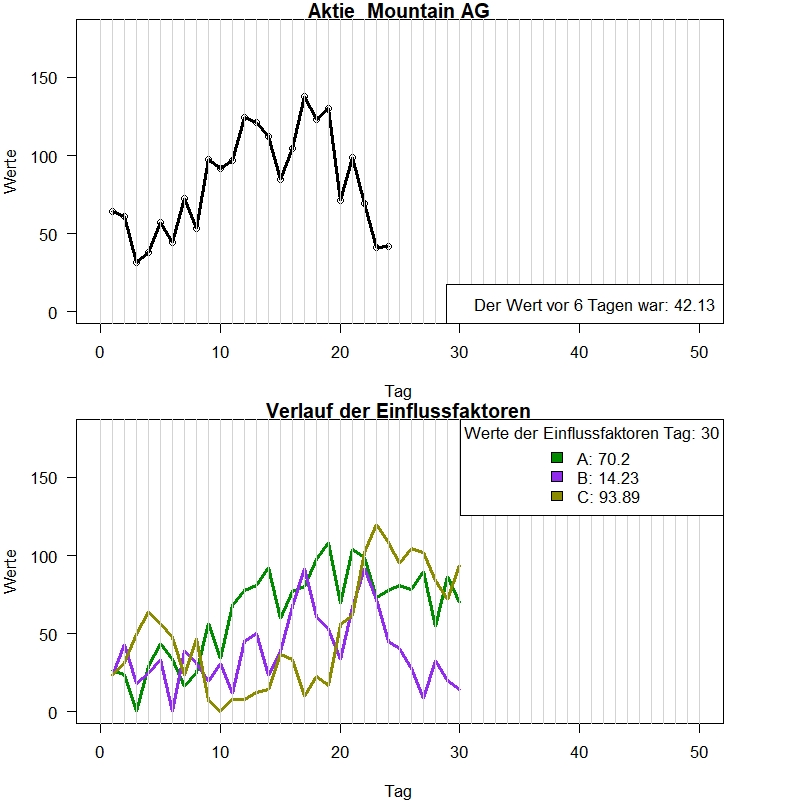 Aktie  Mountain AG
Werte
150
100
50
0
Der Wert vor 6 Tagen war: 42.13
0 10 20 30 40 50
Tag
Verlauf der Einflussfaktoren
Werte
150
100
50
0
Werte der Einflussfaktoren Tag: 30
A: 70.2
B: 14.23
C: 93.89
0 10 20 30 40 50
Tag